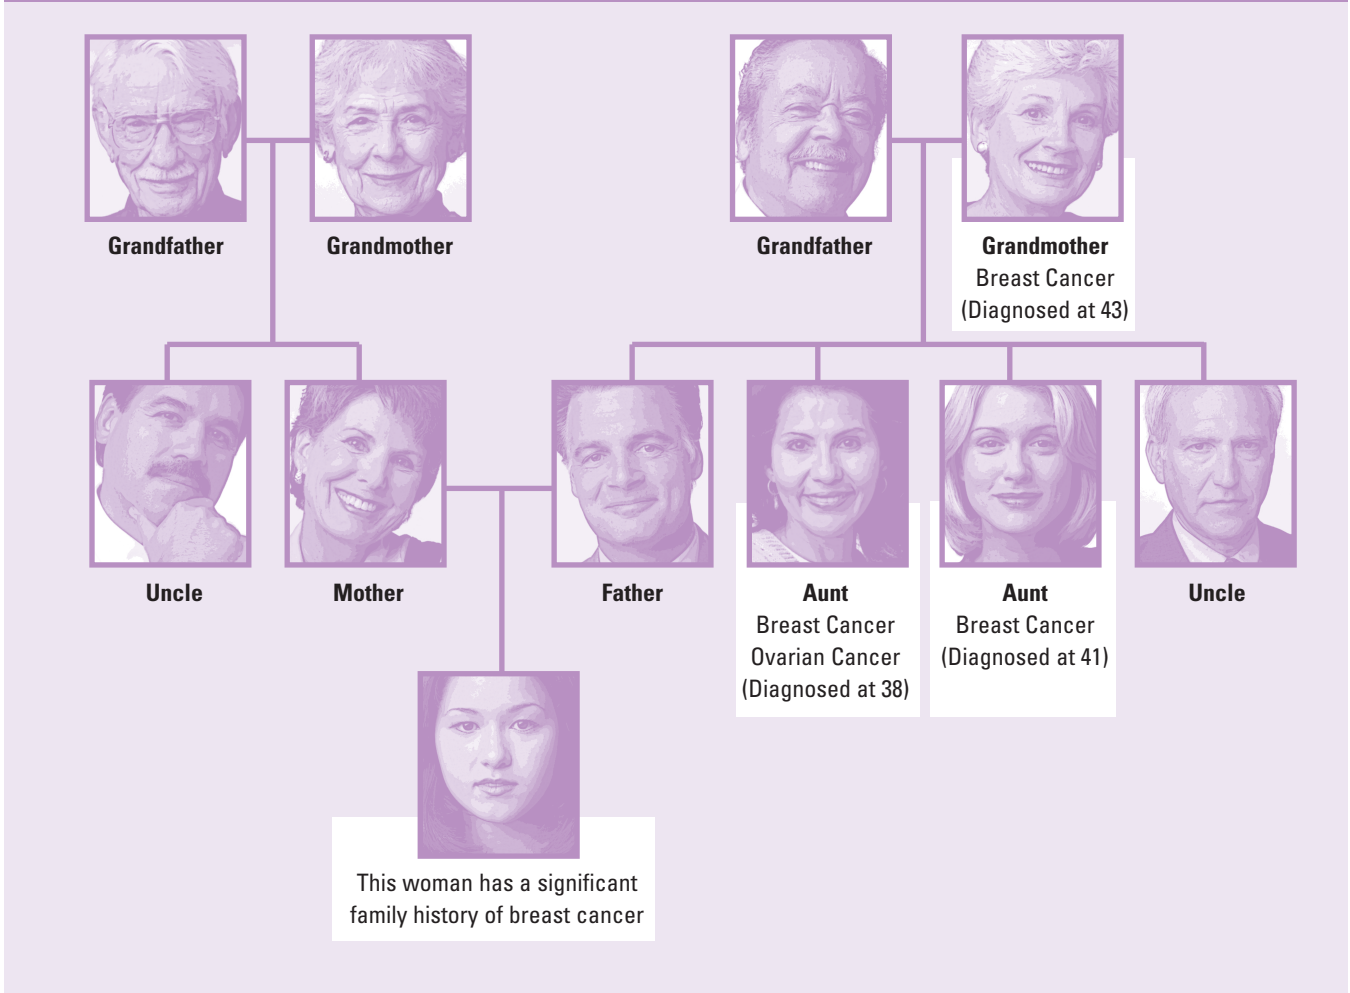 Grandfather
Grandmother
Grandfather
Grandmother
Breast Cancer
(Diagnosed at 43)
Uncle
Mother
Father
Aunt
Breast Cancer
Ovarian Cancer
(Diagnosed at 38)
Aunt
Breast Cancer
(Diagnosed at 41)
Uncle
This woman has a significant
family history of breast cancer